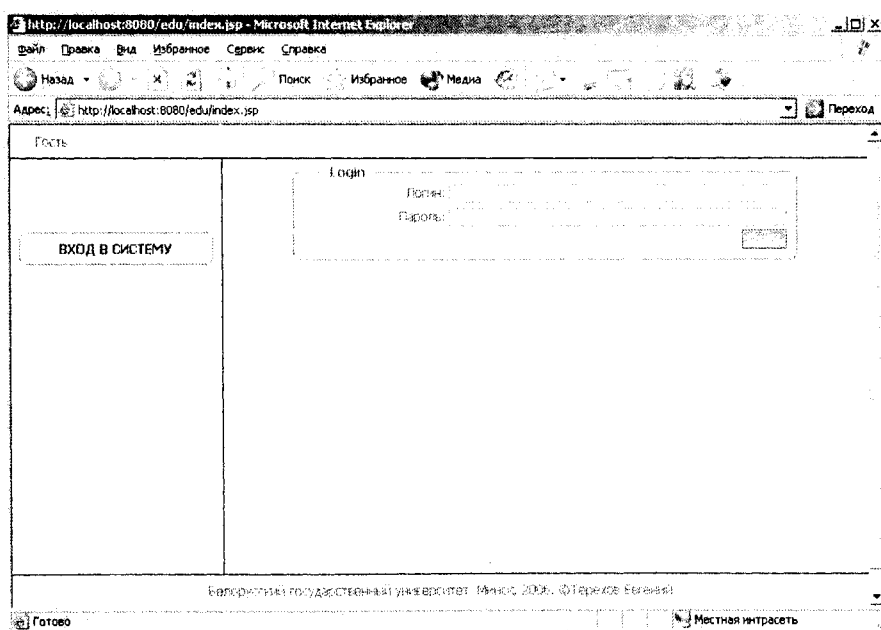 http://localhost:8080/edu/index.jsp - Microsoft Internet Explorer
Файл Правка Вид Избранное Сервис Справка
Назад Поиск Избранное Медиа
Адрес: http://localhost:8080/edu/index.jsp Переход
Гость
Login
Логин:
Пароль:
ВХОД В СИСТЕМУ
Белорусский государственный университет. Минск, 2006. ©Терехов Евгений
Готово Местная интрасеть